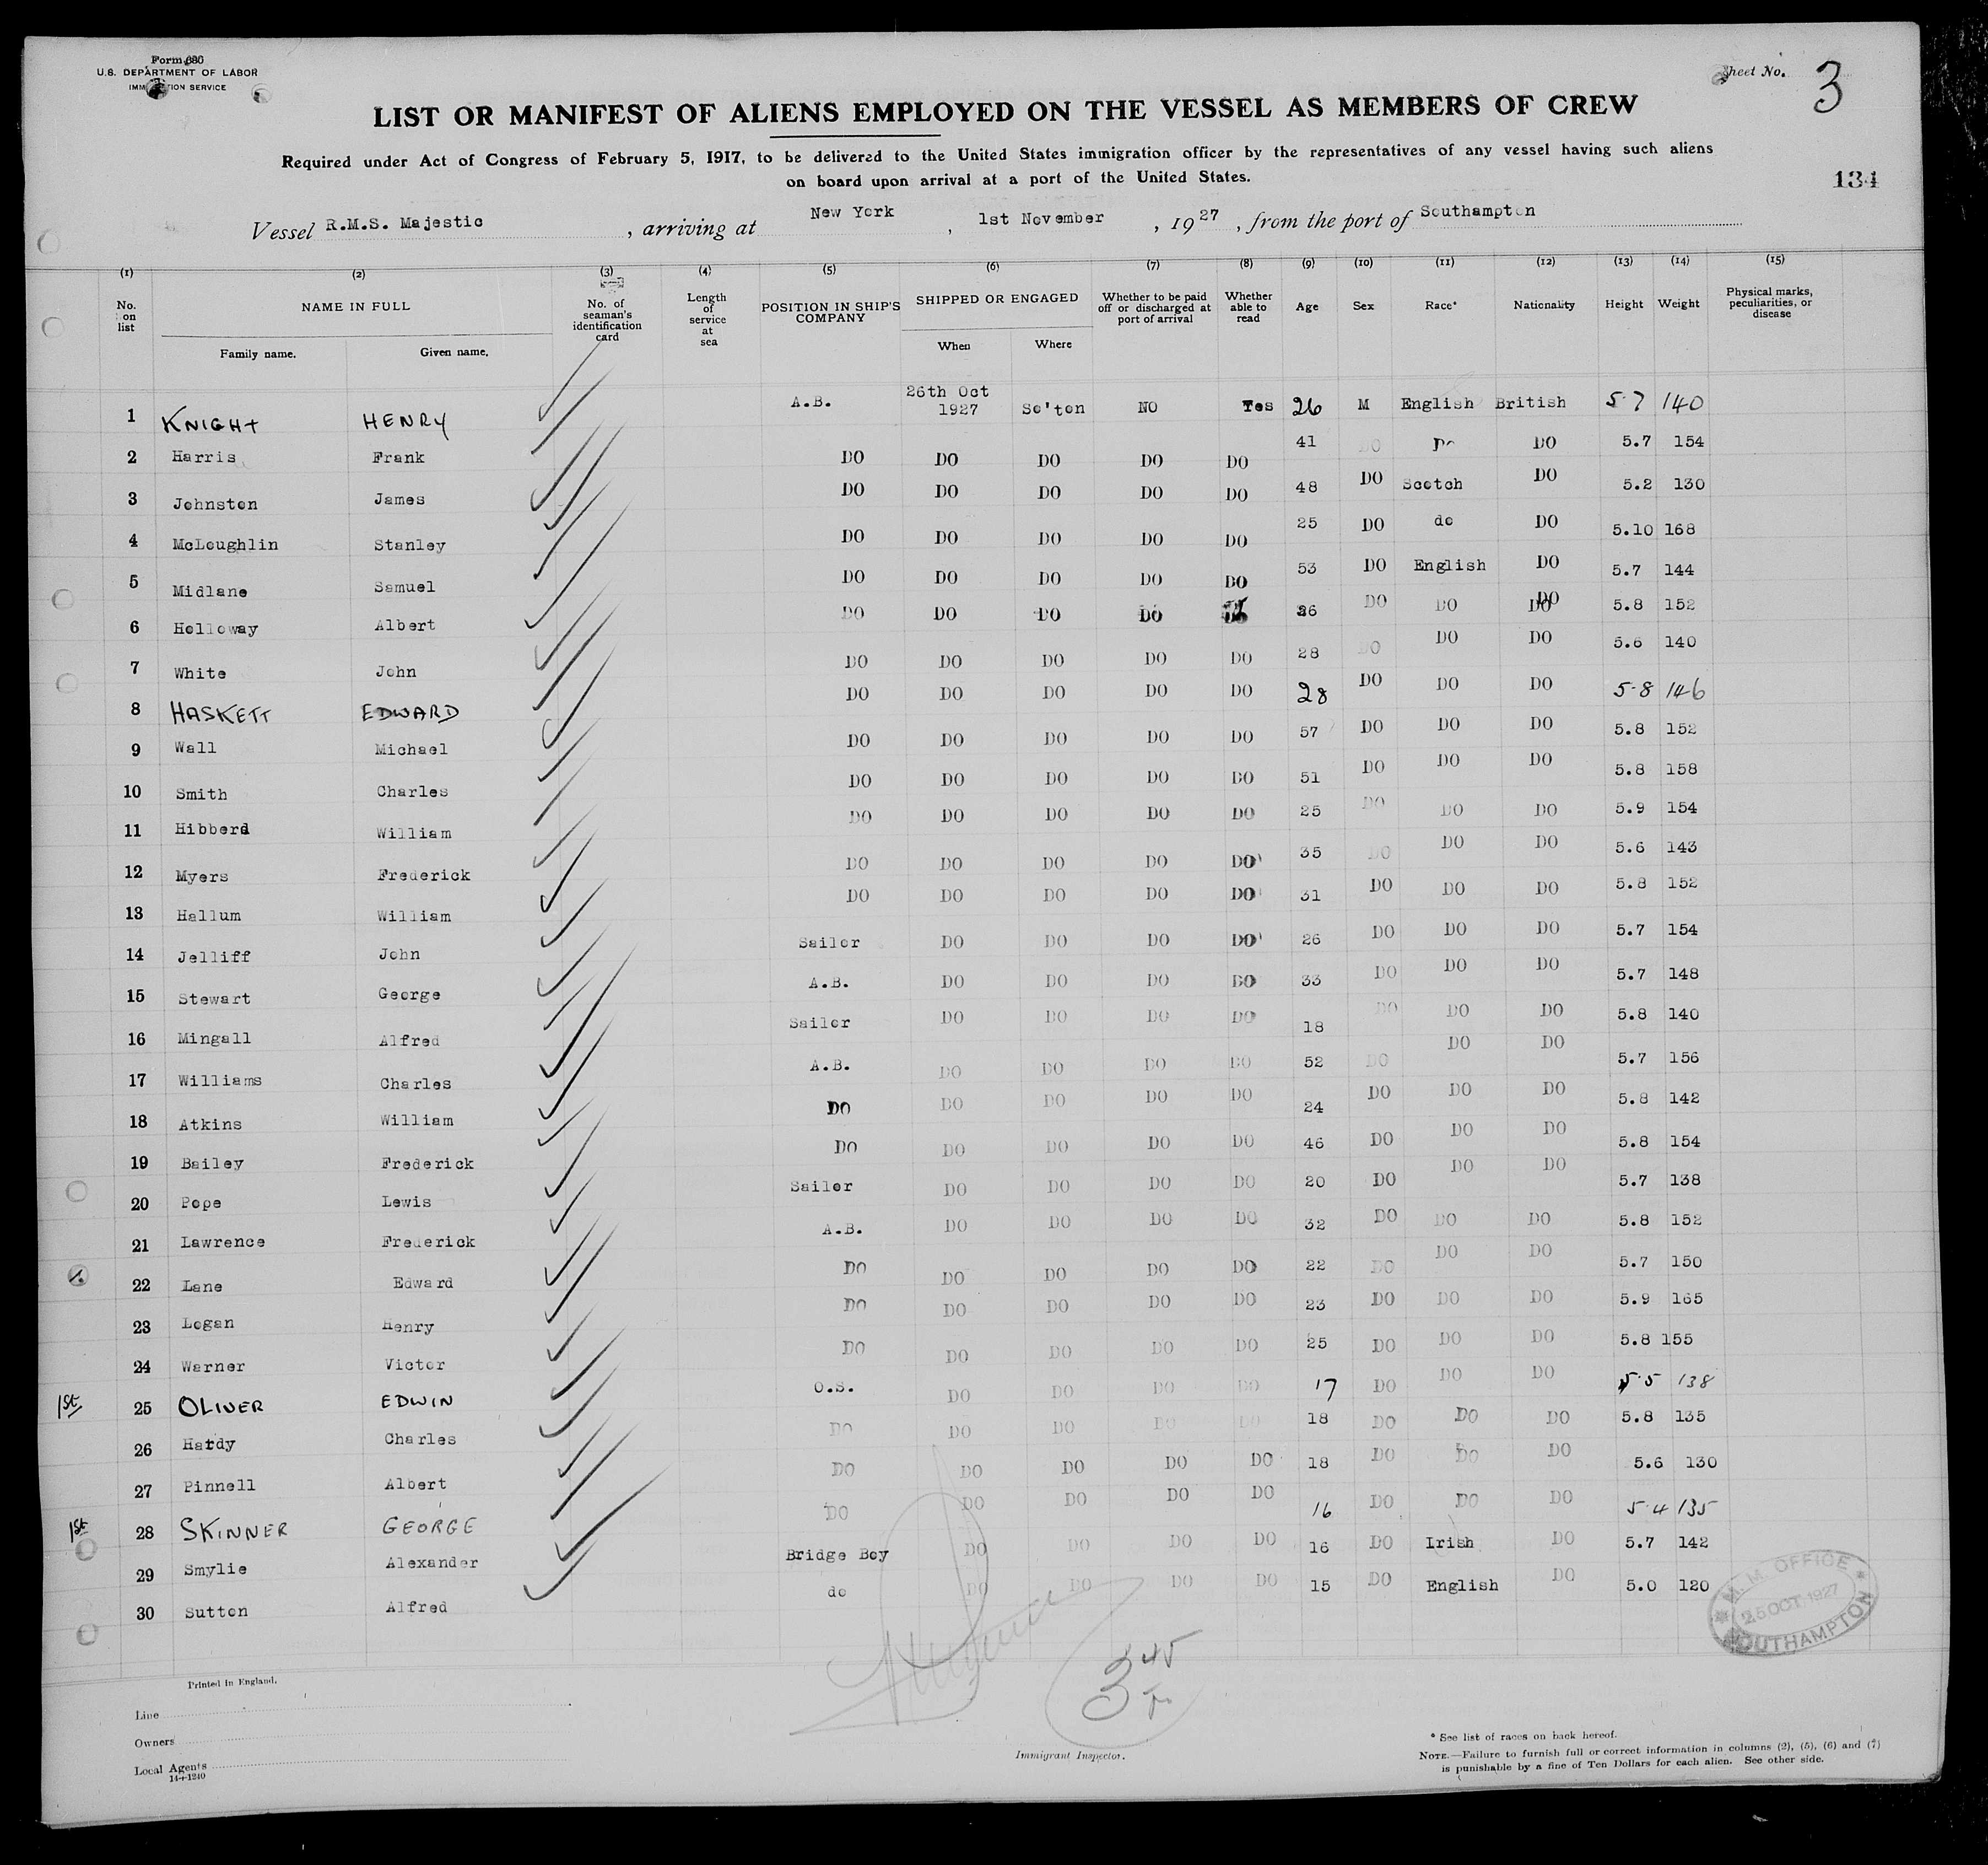 Form 686
U.S. DEPARTMENT OF LABOR
IMMIGRATION SERVICE
Sheet No. 3
LIST OR MANIFEST OF ALIENS EMPLOYED ON THE VESSEL AS MEMBERS OF CREW
Required under Act of Congress of February 5, 1917, to be delivered to the United States immigration officer by the representatives of any vessel having such aliens
on board upon arrival at a port of the United States.
134
Vessel R.M.S. Majestic , arriving at New York , 1st November , 1927 , from the port of Southampton
(1) (2) (3) (4) (5) (6) (7) (8) (9) (10) (11) (12) (13) (14) (15)
No. on list NAME IN FULL Family name. Given name. No. of seaman's identification card Length of service at sea POSITION IN SHIP'S COMPANY SHIPPED OR ENGAGED When Where Whether to be paid off or discharged at port of arrival Whether able to read Age Sex Race* Nationality Height Weight Physical marks, peculiarities, or disease
1 KNIGHT HENRY A.B. 26th Oct 1927 So'ton NO Yes 26 M English British 5.7 140
2 Harris Frank DO DO DO DO DO 41 DO Do DO 5.7 154
3 Johnston James DO DO DO DO DO 48 DO Scotch DO 5.2 130
4 McLoughlin Stanley DO DO DO DO DO 25 DO do DO 5.10 168
5 Midlane Samuel DO DO DO DO DO 53 DO English DO 5.7 144
6 Holloway Albert DO DO DO DO 26 DO DO DO 5.8 152
7 White John DO DO DO DO DO 28 DO DO DO 5.6 140
8 HASKETT EDWARD DO DO DO DO DO 28 DO DO DO 5.8 146
9 Wall Michael DO DO DO DO DO 57 DO DO DO 5.8 152
10 Smith Charles DO DO DO DO DO 51 DO DO DO 5.8 158
11 Hibberd William DO DO DO DO DO 25 DO DO DO 5.9 154
12 Myers Frederick DO DO DO DO DO 35 DO DO DO 5.6 143
13 Hallum William DO DO DO DO DO 31 DO DO DO 5.8 152
14 Jelliff John Sailor DO DO DO DO 26 DO DO DO 5.7 154
15 Stewart George A.B. DO DO DO DO 33 DO DO DO 5.7 148
16 Mingall Alfred Sailor DO DO DO DO 18 DO DO DO 5.8 140
17 Williams Charles A.B. DO DO DO DO 52 DO DO DO 5.7 156
18 Atkins William DO DO DO DO DO 24 DO DO DO 5.8 142
19 Bailey Frederick DO DO DO DO DO 46 DO DO DO 5.8 154
20 Pope Lewis Sailor DO DO DO DO 20 DO DO DO 5.7 138
21 Lawrence Frederick A.B. DO DO DO DO 32 DO DO DO 5.8 152
22 Lane Edward DO DO DO DO DO 22 DO DO DO 5.7 150
23 Logan Henry DO DO DO DO DO 23 DO DO DO 5.9 165
24 Warner Victor DO DO DO DO DO 25 DO DO DO 5.8 155
1st 25 OLIVER EDWIN O.S. DO DO DO DO 17 DO DO DO 5.5 138
26 Hardy Charles DO DO DO DO DO 18 DO DO DO 5.8 135
27 Pinnell Albert DO DO DO DO DO 18 DO DO DO 5.6 130
1st 28 SKINNER GEORGE DO DO DO DO DO 16 DO DO DO 5.4 135
29 Smylie Alexander Bridge Boy DO DO DO DO 16 DO Irish DO 5.7 142
30 Sutton Alfred do DO DO DO DO 15 DO English DO 5.0 120
M.M. OFFICE
25 OCT 1927
SOUTHAMPTON
Printed in England.
3 45
Line
Owners
Local Agents
14-1240
Immigrant Inspector.
* See list of races on back hereof.
NOTE.—Failure to furnish full or correct information in columns (2), (5), (6) and (7)
is punishable by a fine of Ten Dollars for each alien. See other side.